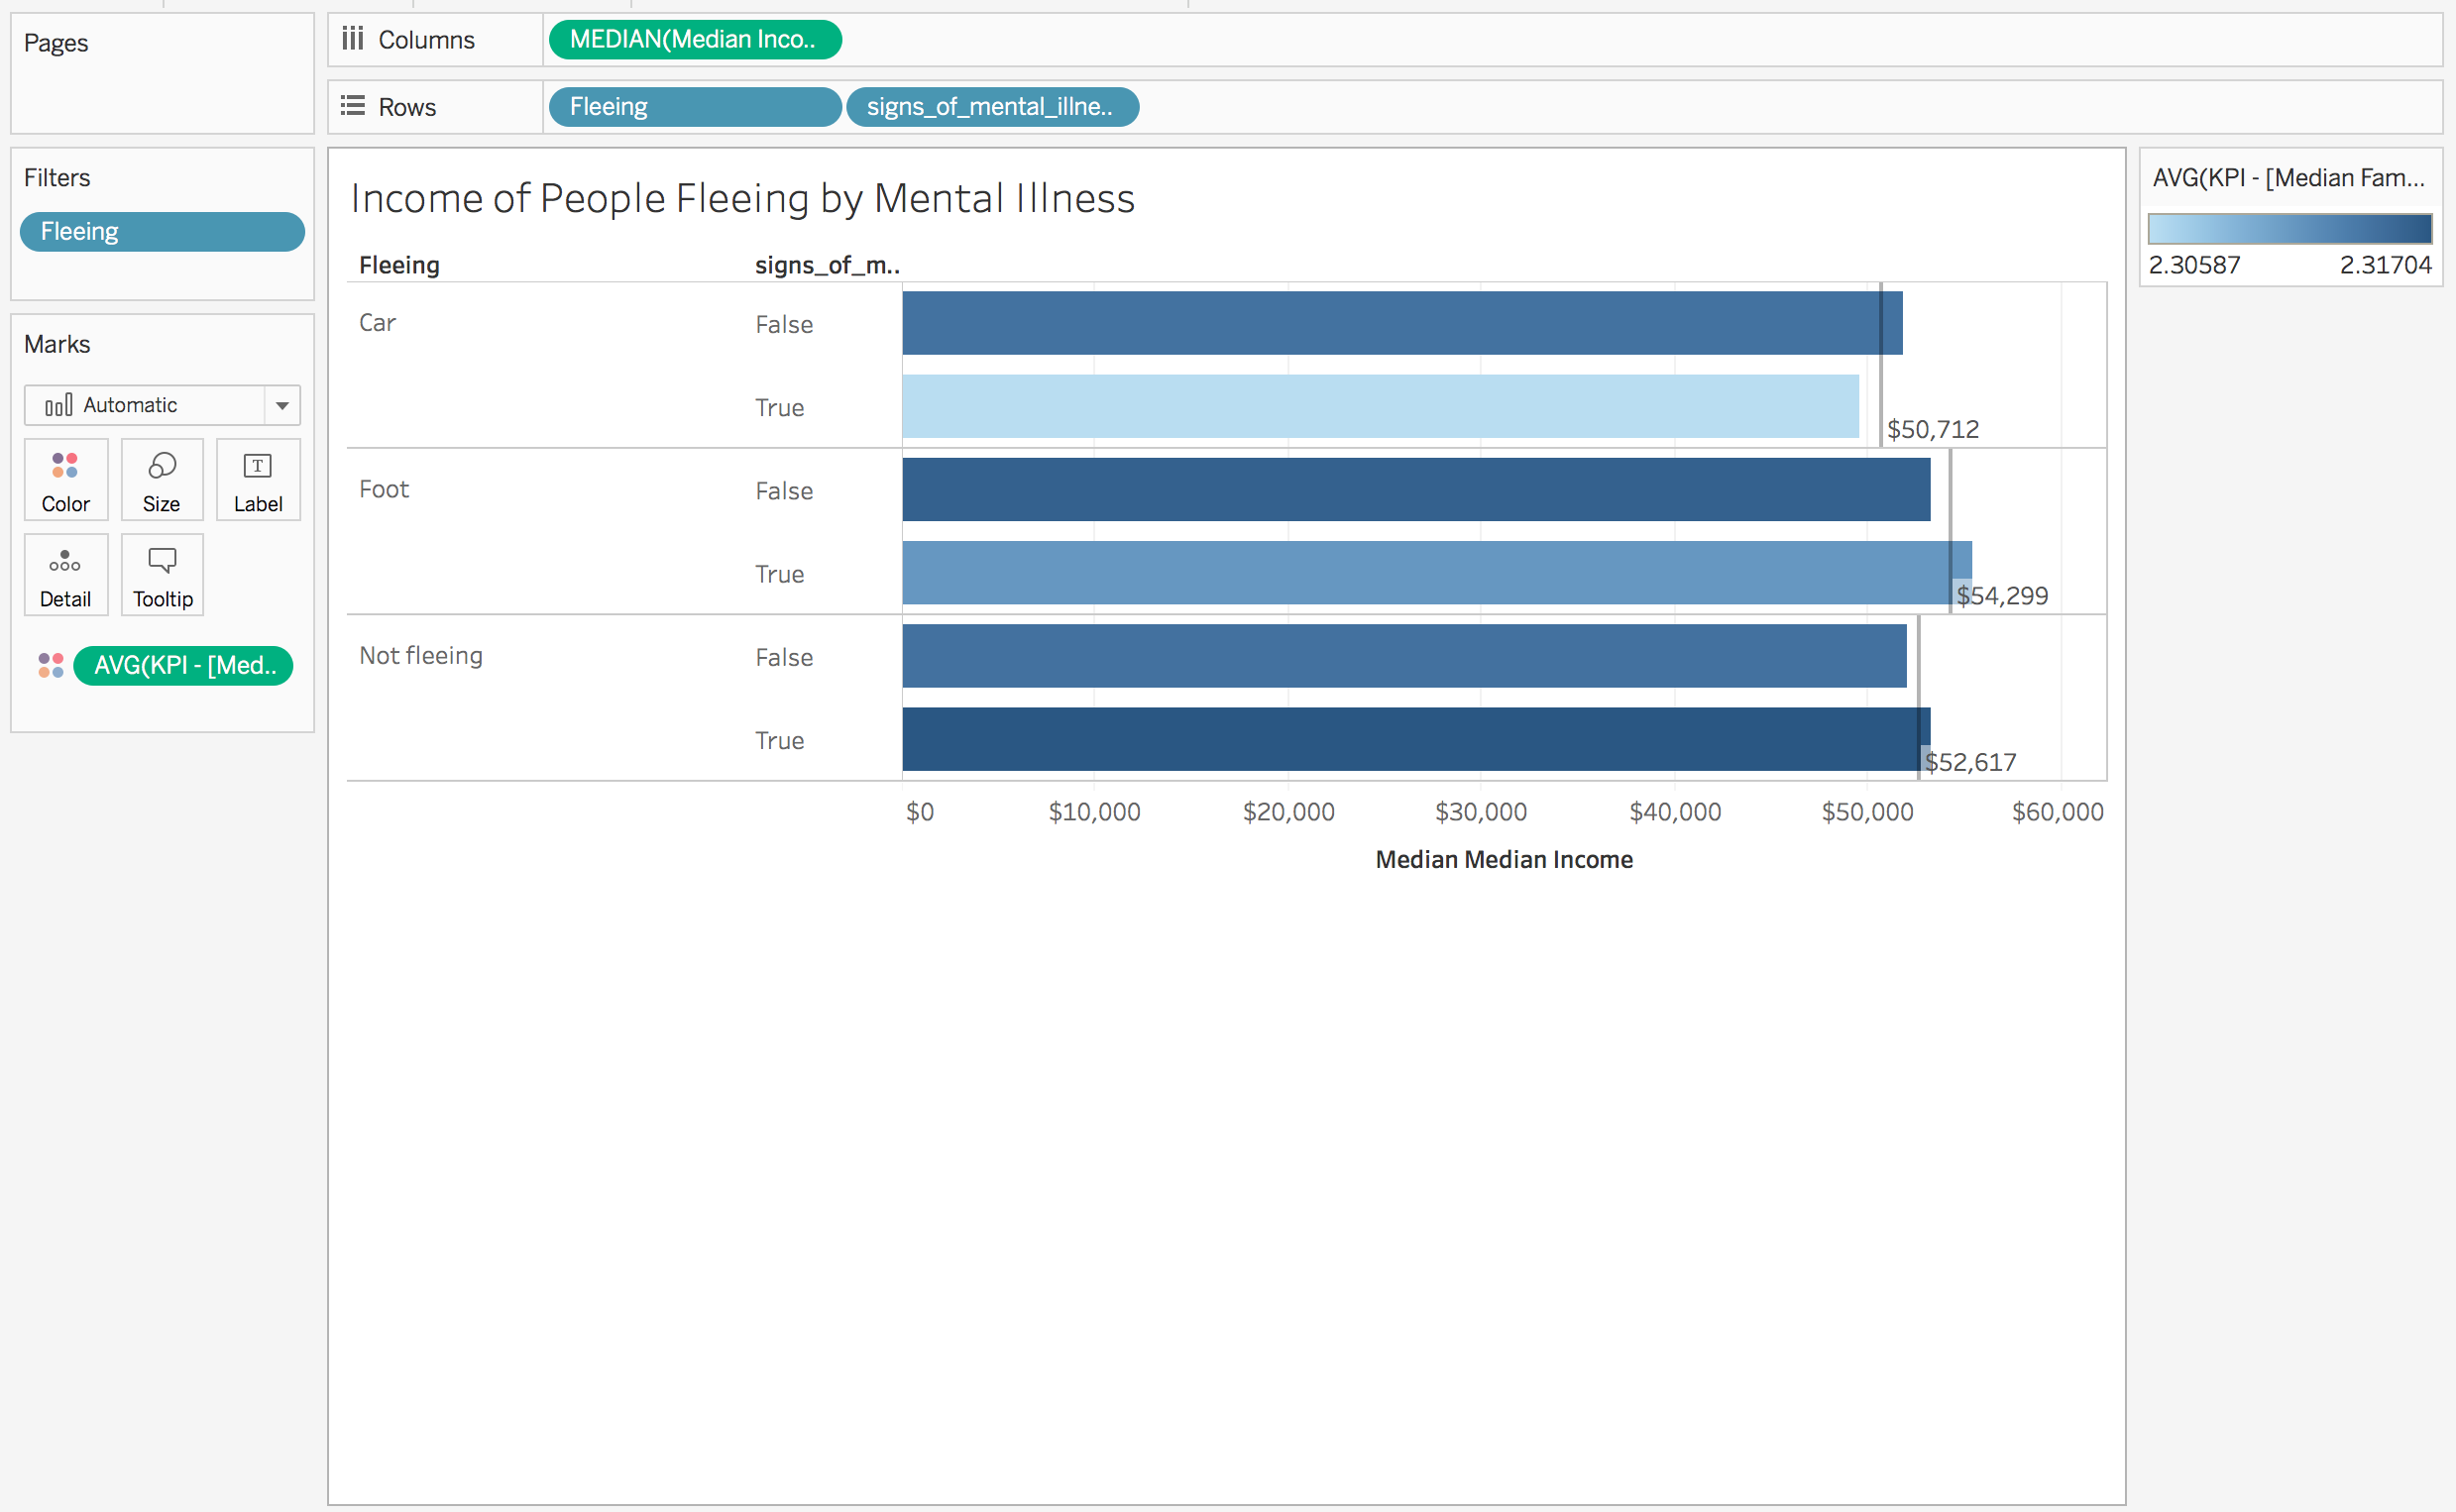 Pages
Columns
MEDIAN(Median Inco..
Rows
Fleeing
signs_of_mental_illne..
Filters
Fleeing
Marks
Automatic
Color
Size
T
Label
Detail
Tooltip
AVG(KPI - [Med..
Income of People Fleeing by Mental Illness
Fleeing
signs_of_m..
Car
False
True
$50,712
Foot
False
True
$54,299
Not fleeing
False
True
$52,617
$0
$10,000
$20,000
$30,000
$40,000
$50,000
$60,000
Median Median Income
AVG(KPI - [Median Fam...
2.30587
2.31704